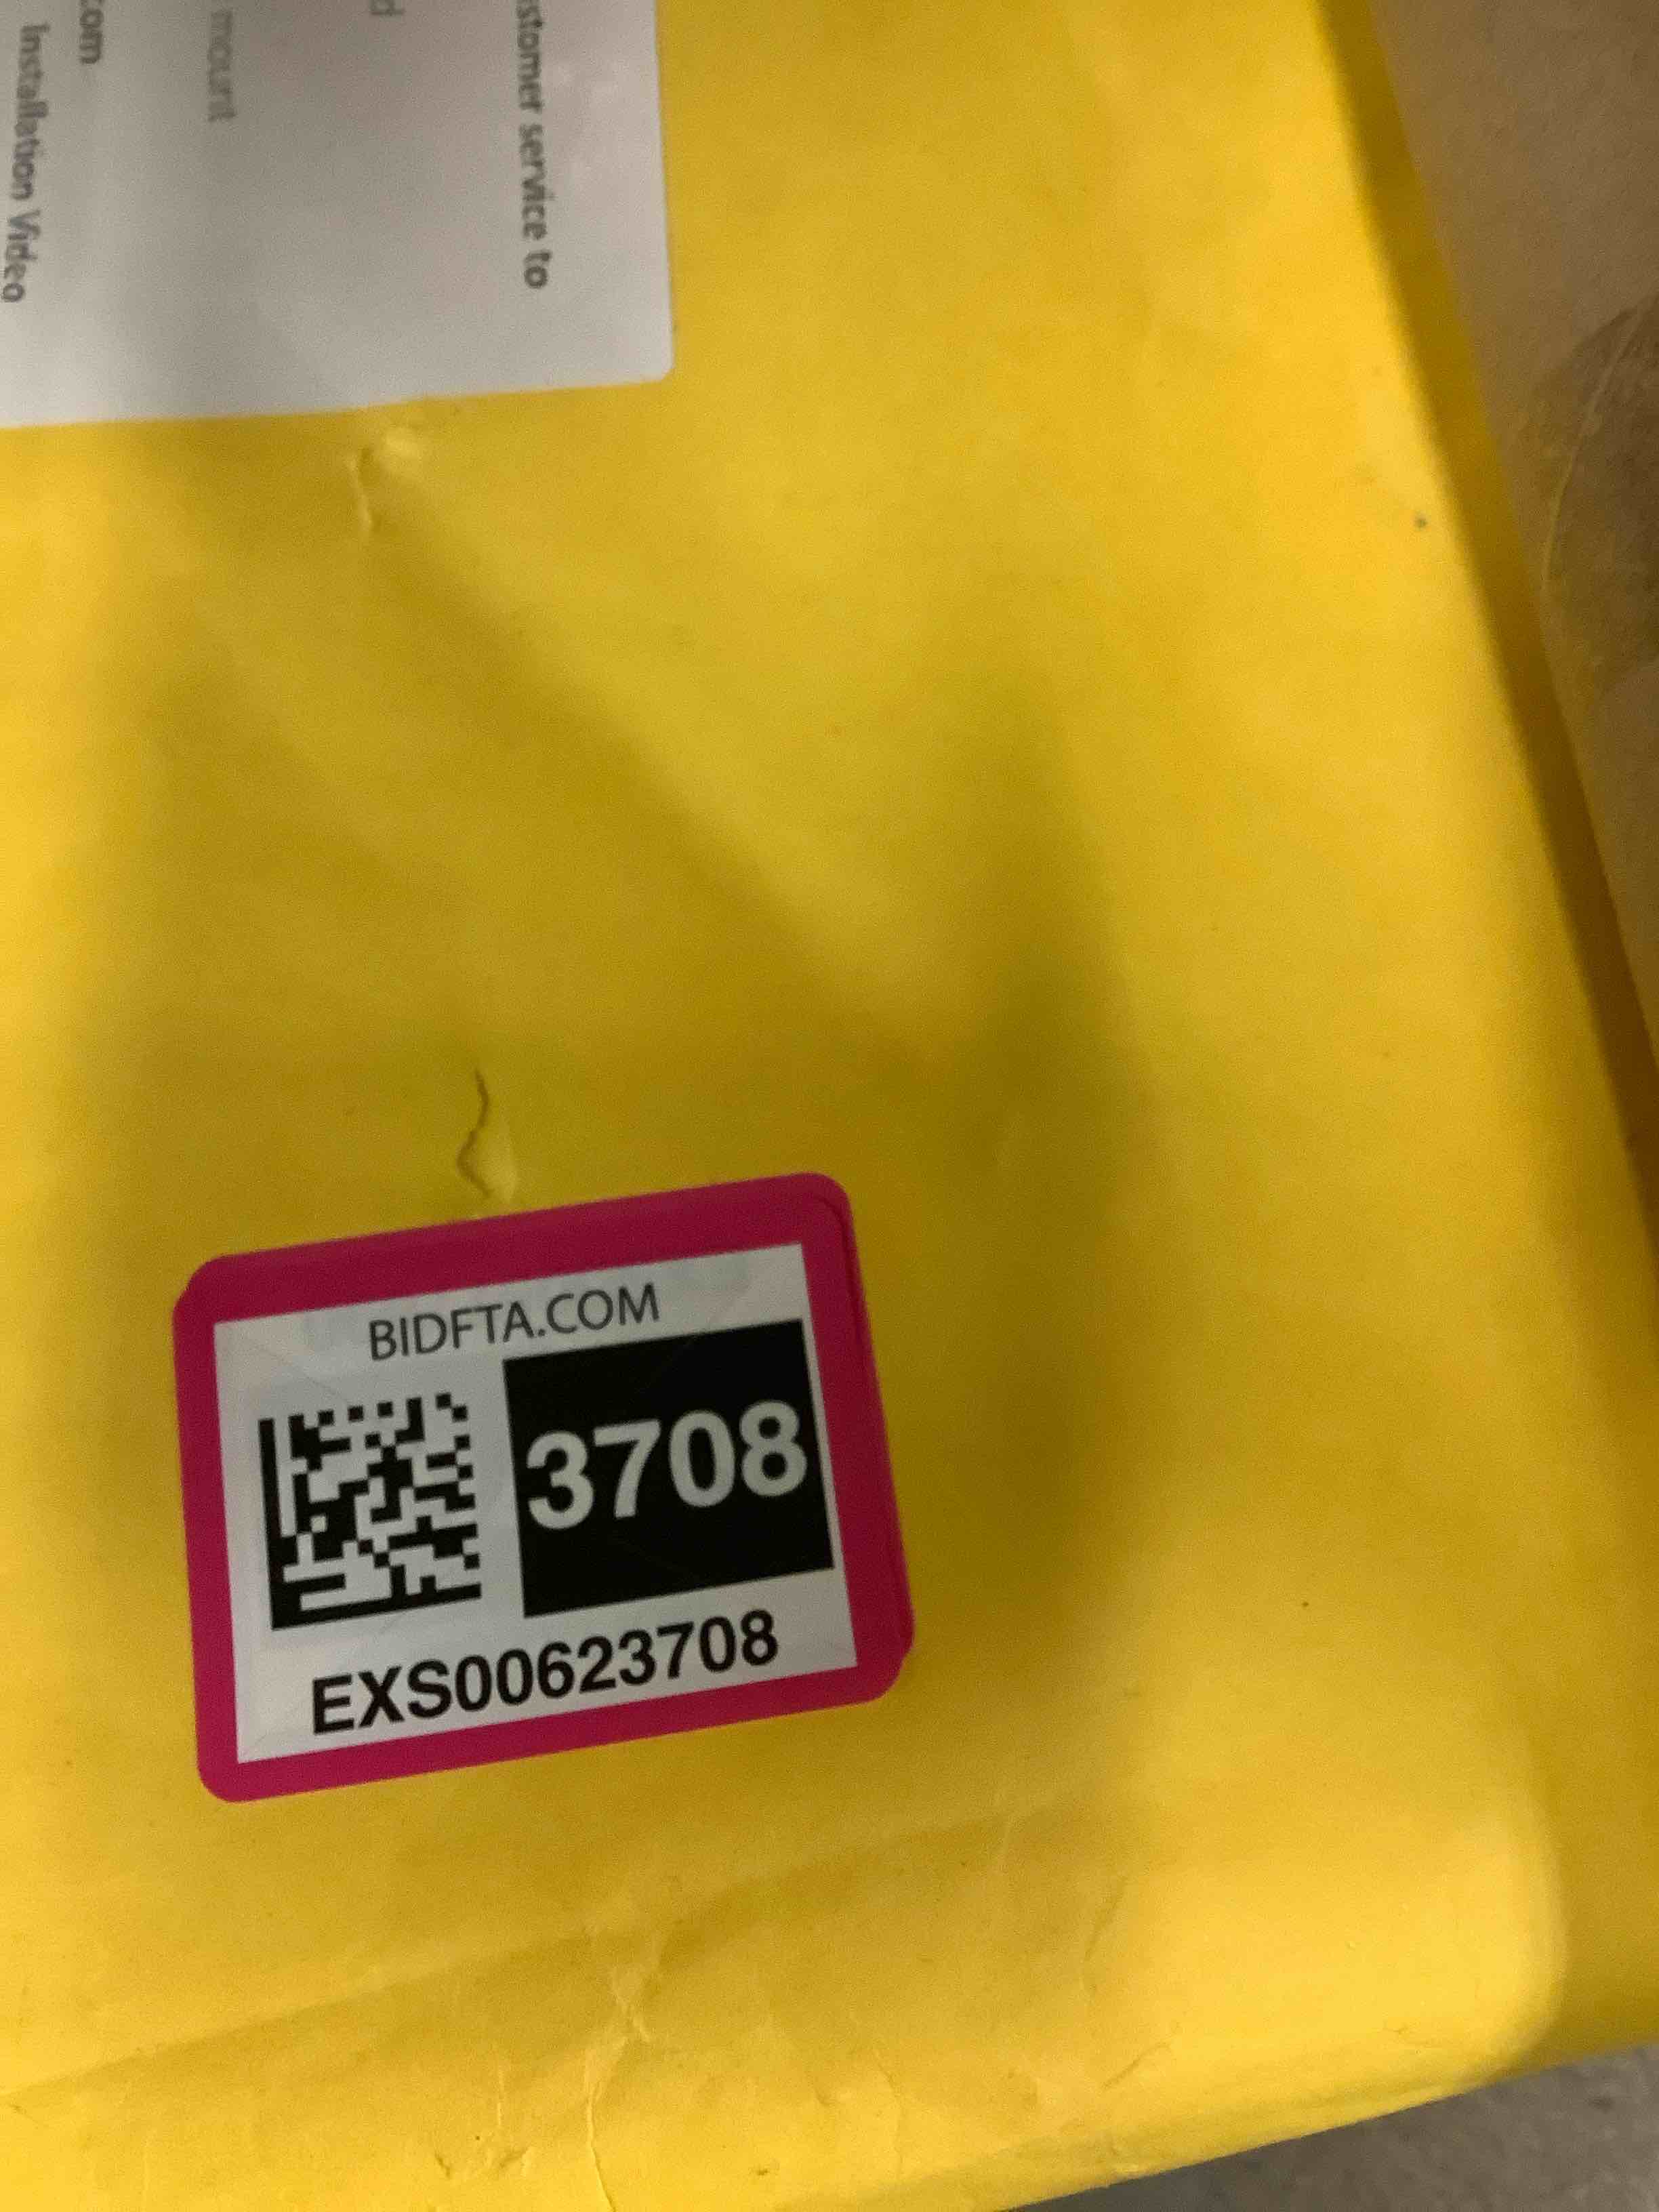 stomer service to
d
mount
com
Installation Video
BIDFTA.COM
3708
EXS00623708